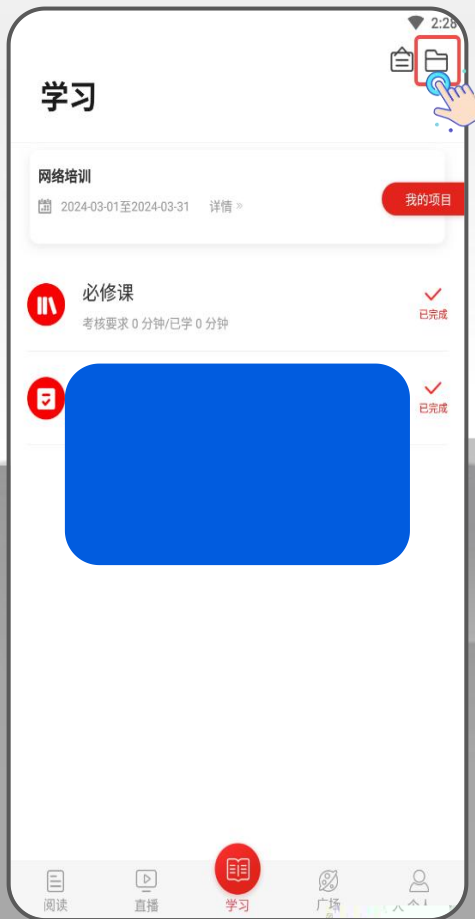 2:28
学习
网络培训
2024-03-01至2024-03-31 详情
我的项目
必修课
已完成
考核要求 0 分钟/已学 0 分钟
已完成
阅读
直播
学习
广场
个人